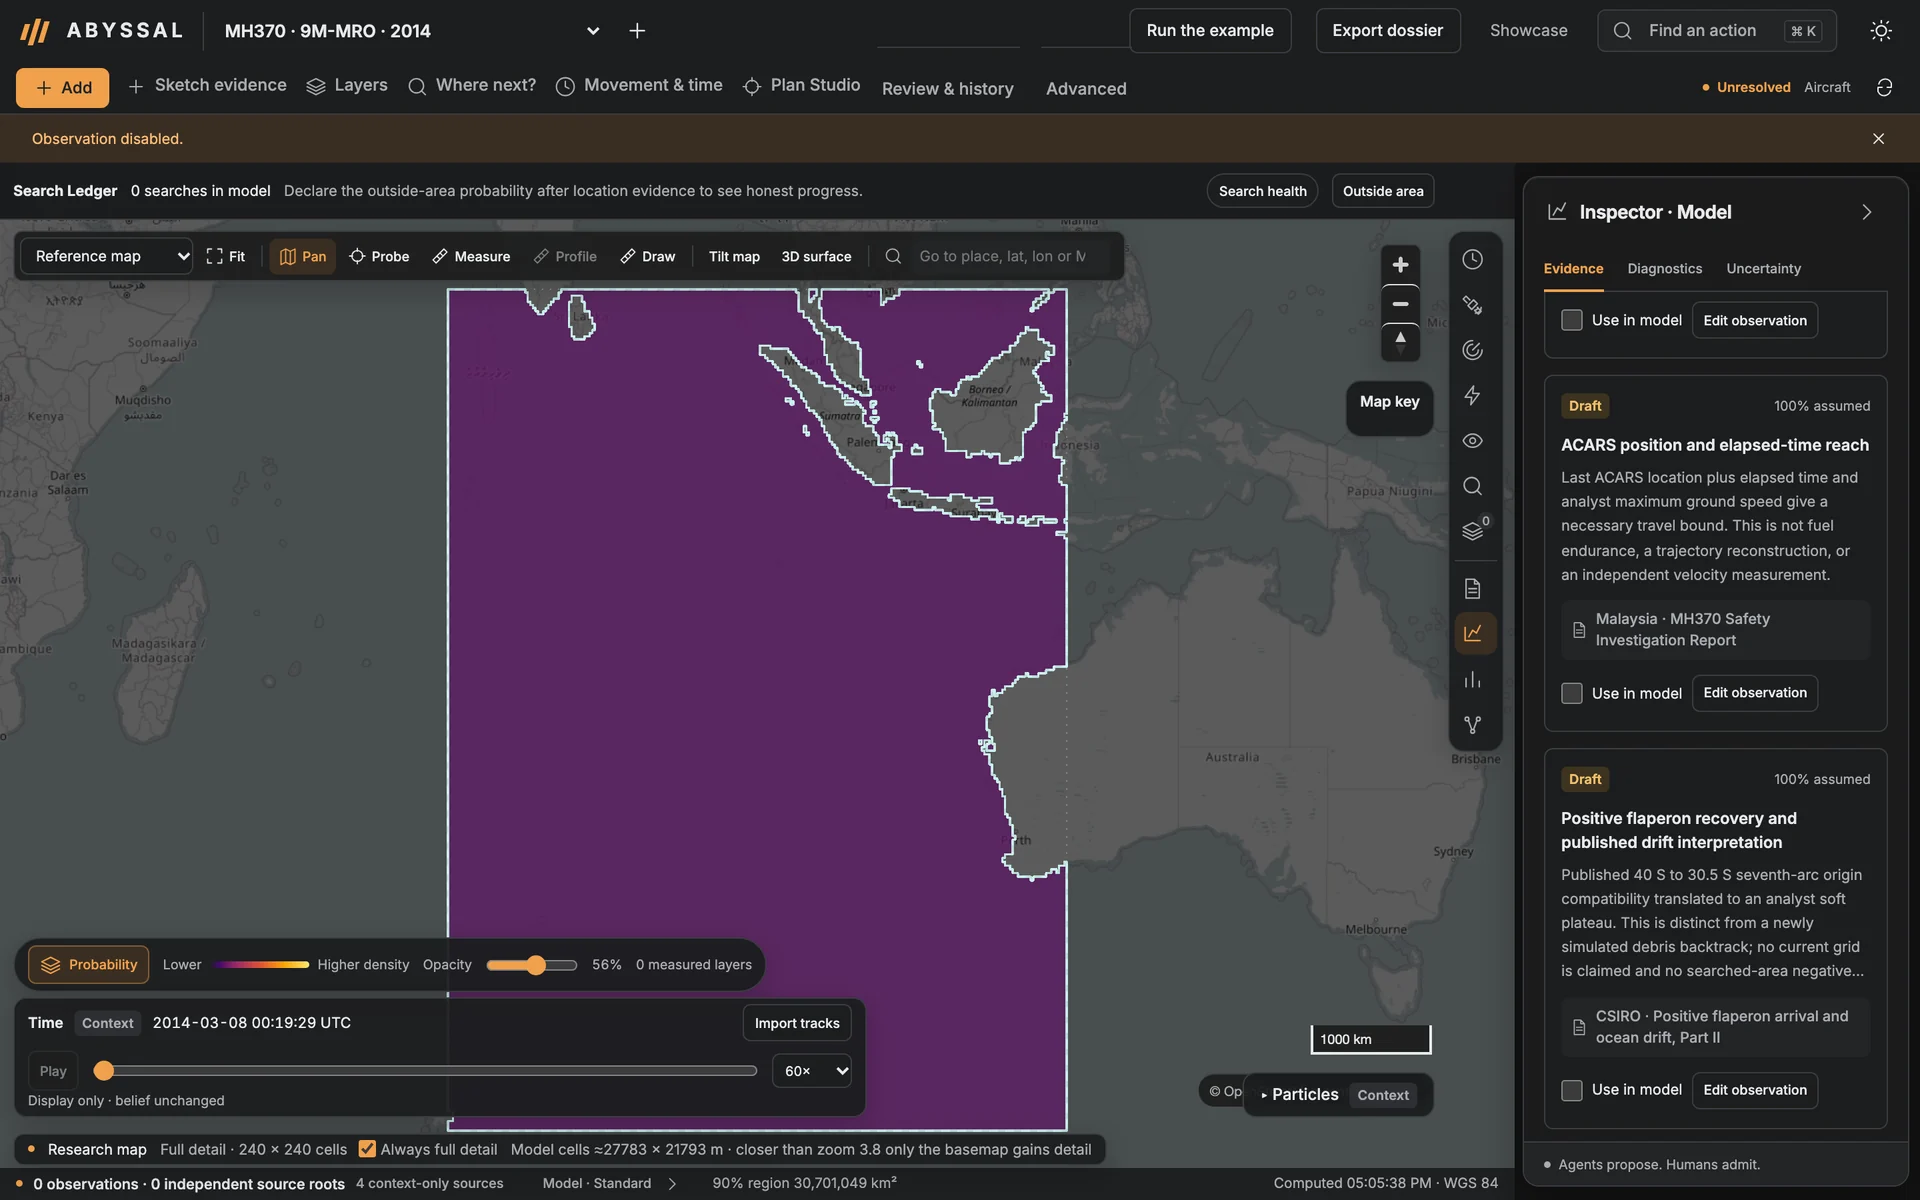 ABYSSAL
MH370 · 9M-MRO · 2014
Run the example
Export dossier
Showcase
Find an action
⌘ K
Add
Sketch evidence
Layers
Where next?
Movement & time
Plan Studio
Review & history
Advanced
Unresolved
Aircraft
Observation disabled.
Search Ledger
0 searches in model
Declare the outside-area probability after location evidence to see honest progress.
Search health
Outside area
Reference map
Fit
Pan
Probe
Measure
Profile
Draw
Tilt map
3D surface
Go to place, lat, lon or M
Map key
0
Soomaaliya
الصومال
Muqdisho
مقديشو
Kenya
Dar es
Salaam
nzania
awi
ambique
Madagasikara /
Madagascar
Sumatra
Borneo /
Kalimantan
Papua Niugini
Australia
Brisbane
Sydney
Melbourne
Inspector · Model
Evidence
Diagnostics
Uncertainty
Use in model
Edit observation
Draft
100% assumed
ACARS position and elapsed-time reach
Last ACARS location plus elapsed time and
analyst maximum ground speed give a
necessary travel bound. This is not fuel
endurance, a trajectory reconstruction, or
an independent velocity measurement.
Malaysia · MH370 Safety
Investigation Report
Use in model
Edit observation
Draft
100% assumed
Positive flaperon recovery and
published drift interpretation
Published 40 S to 30.5 S seventh-arc origin
compatibility translated to an analyst soft
plateau. This is distinct from a newly
simulated debris backtrack; no current grid
is claimed and no searched-area negative...
CSIRO · Positive flaperon arrival and
ocean drift, Part II
Use in model
Edit observation
Agents propose. Humans admit.
Probability
Lower
Higher density
Opacity
56%
0 measured layers
Time
Context
2014-03-08 00:19:29 UTC
Import tracks
Play
60×
Display only · belief unchanged
1000 km
© Op
Particles
Context
Research map
Full detail · 240 × 240 cells
Always full detail
Model cells ≈27783 × 21793 m · closer than zoom 3.8 only the basemap gains detail
0 observations · 0 independent source roots
4 context-only sources
Model · Standard
90% region 30,701,049 km²
Computed 05:05:38 PM · WGS 84